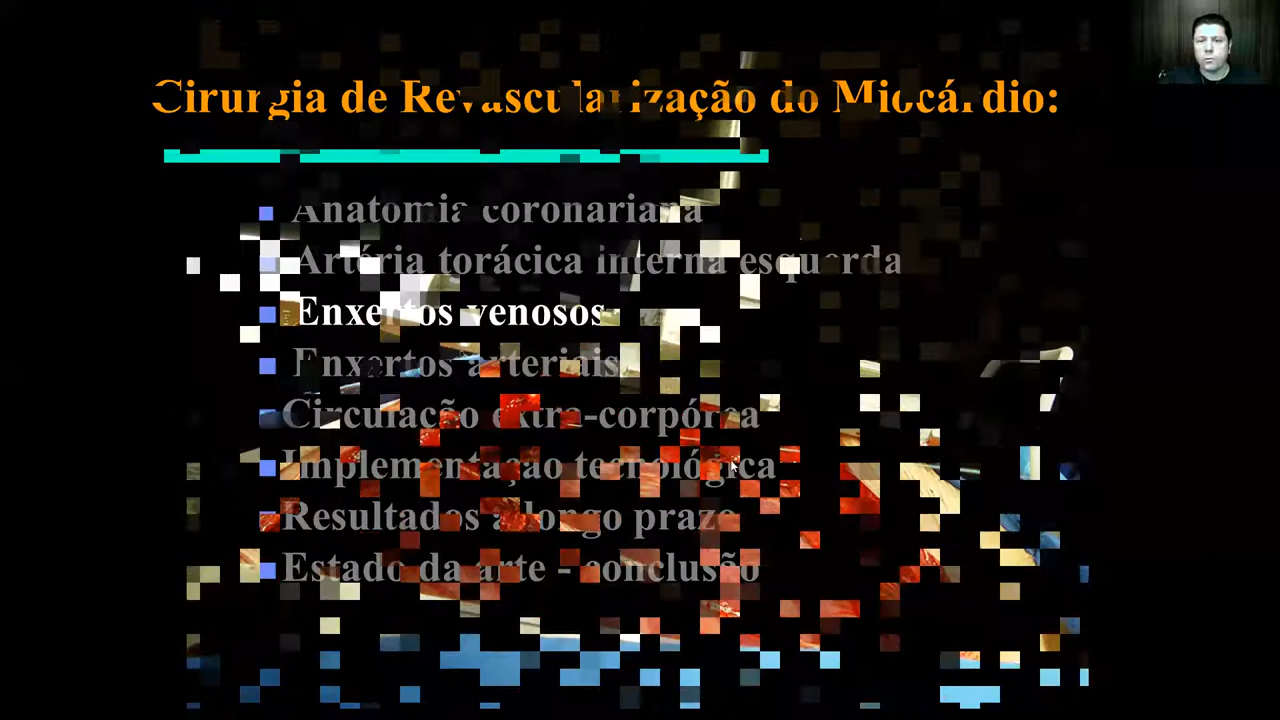 Cirurgia de Revascularização do Miocárdio:
Anatomia coronariana
Artéria torácica interna esquerda
Enxertos venosos
Enxertos arteriais
Circulação extra-corpórea
Implementação tecnológica
Resultados a longo prazo
Estado da arte - conclusão